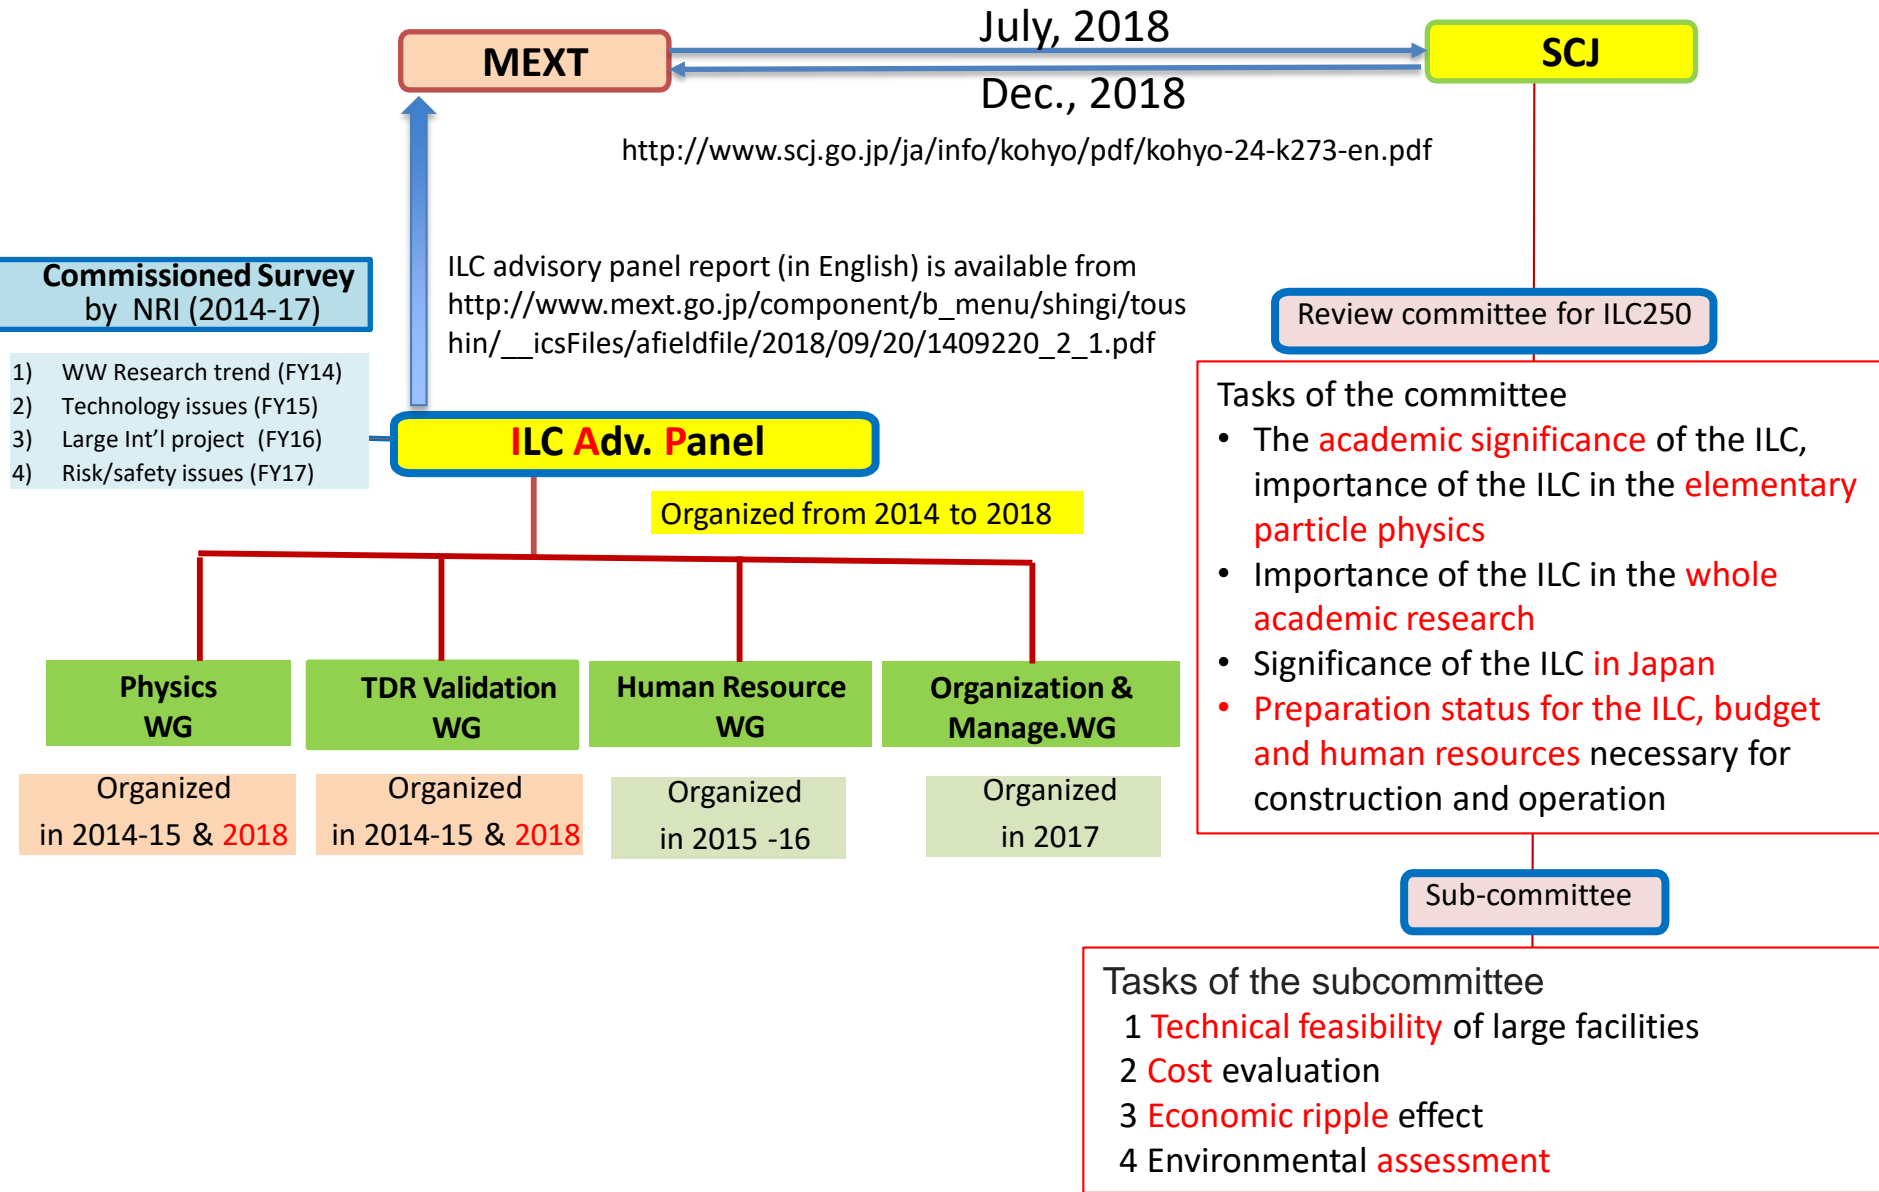 MEXT
July, 2018
SCJ
Dec., 2018
http://www.scj.go.jp/ja/info/kohyo/pdf/kohyo-24-k273-en.pdf
Commissioned Survey
by NRI (2014-17)
1) WW Research trend (FY14)
2) Technology issues (FY15)
3) Large Int’l project (FY16)
4) Risk/safety issues (FY17)
ILC advisory panel report (in English) is available from
http://www.mext.go.jp/component/b_menu/shingi/tous
hin/__icsFiles/afieldfile/2018/09/20/1409220_2_1.pdf
ILC Adv. Panel
Organized from 2014 to 2018
Physics
WG
TDR Validation
WG
Human Resource
WG
Organization &
Manage.WG
Organized
in 2014-15 & 2018
Organized
in 2014-15 & 2018
Organized
in 2015 -16
Organized
in 2017
Review committee for ILC250
Tasks of the committee
• The academic significance of the ILC,
importance of the ILC in the elementary
particle physics
• Importance of the ILC in the whole
academic research
• Significance of the ILC in Japan
• Preparation status for the ILC, budget
and human resources necessary for
construction and operation
Sub-committee
Tasks of the subcommittee
1 Technical feasibility of large facilities
2 Cost evaluation
3 Economic ripple effect
4 Environmental assessment